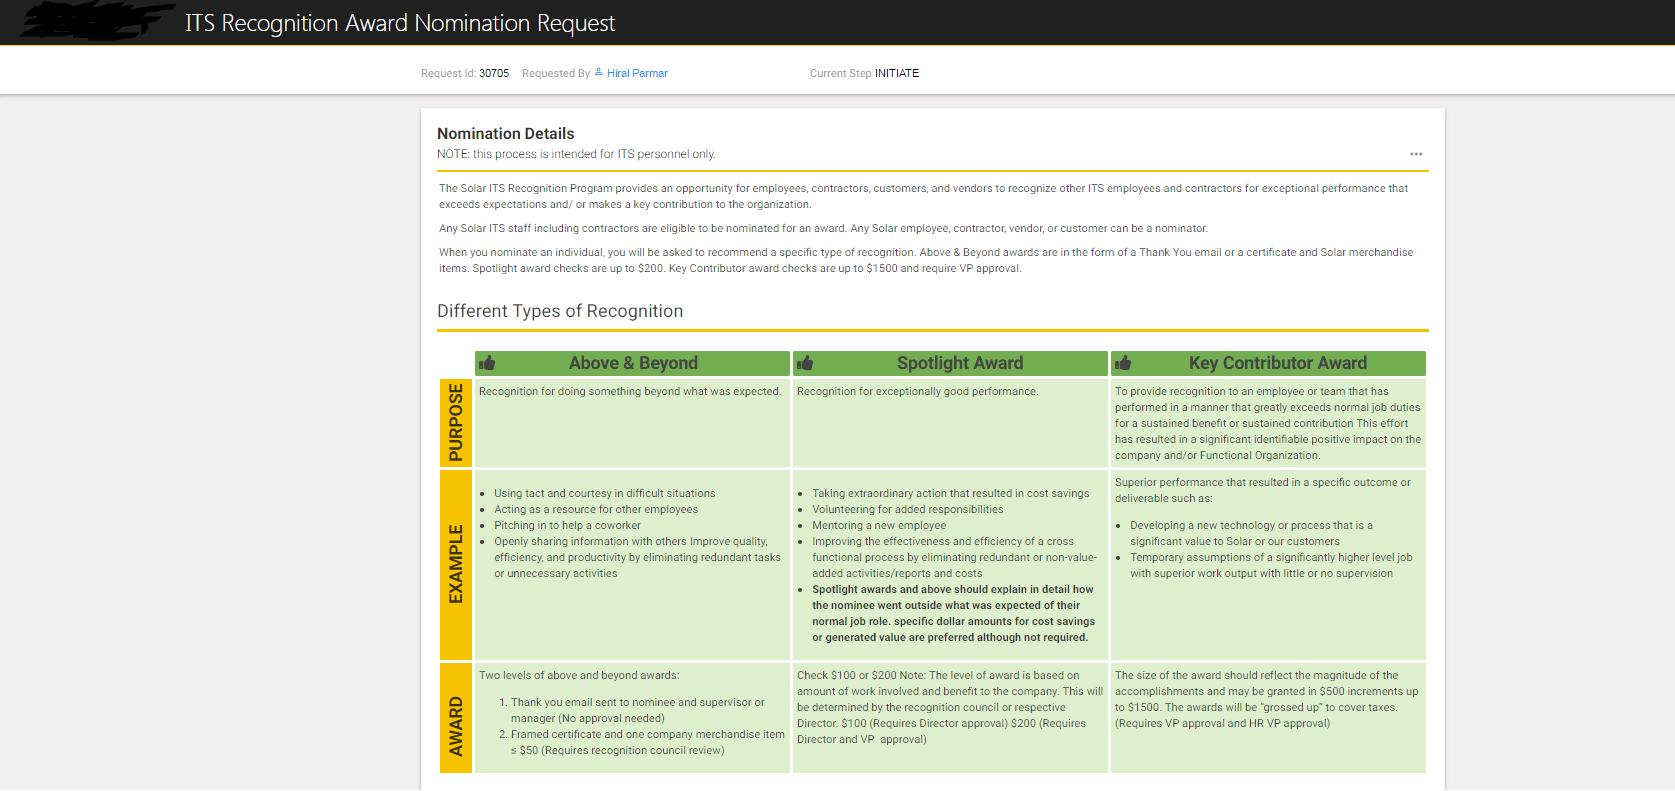 ITS Recognition Award Nomination Request
Request Id: 30705 Requested By Hiral Parmar Current Step INITIATE
Nomination Details
NOTE: this process is intended for ITS personnel only.
The Solar ITS Recognition Program provides an opportunity for employees, contractors, customers, and vendors to recognize other ITS employees and contractors for exceptional performance that
exceeds expectations and/ or makes a key contribution to the organization.
Any Solar ITS staff including contractors are eligible to be nominated for an award. Any Solar employee, contractor, vendor, or customer can be a nominator.
When you nominate an individual, you will be asked to recommend a specific type of recognition. Above & Beyond awards are in the form of a Thank You email or a certificate and Solar merchandise
items. Spotlight award checks are up to $200. Key Contributor award checks are up to $1500 and require VP approval.
Different Types of Recognition
Above & Beyond
Spotlight Award
Key Contributor Award
PURPOSE
Recognition for doing something beyond what was expected.
Recognition for exceptionally good performance.
To provide recognition to an employee or team that has
performed in a manner that greatly exceeds normal job duties
for a sustained benefit or sustained contribution This effort
has resulted in a significant identifiable positive impact on the
company and/or Functional Organization.
EXAMPLE
• Using tact and courtesy in difficult situations
• Acting as a resource for other employees
• Pitching in to help a coworker
• Openly sharing information with others Improve quality,
efficiency, and productivity by eliminating redundant tasks
or unnecessary activities
• Taking extraordinary action that resulted in cost savings
• Volunteering for added responsibilities
• Mentoring a new employee
• Improving the effectiveness and efficiency of a cross
functional process by eliminating redundant or non-value-
added activities/reports and costs
• Spotlight awards and above should explain in detail how
the nominee went outside what was expected of their
normal job role. specific dollar amounts for cost savings
or generated value are preferred although not required.
Superior performance that resulted in a specific outcome or
deliverable such as:
• Developing a new technology or process that is a
significant value to Solar or our customers
• Temporary assumptions of a significantly higher level job
with superior work output with little or no supervision
AWARD
Two levels of above and beyond awards:
1. Thank you email sent to nominee and supervisor or
manager (No approval needed)
2. Framed certificate and one company merchandise item
≤ $50 (Requires recognition council review)
Check $100 or $200 Note: The level of award is based on
amount of work involved and benefit to the company. This will
be determined by the recognition council or respective
Director. $100 (Requires Director approval) $200 (Requires
Director and VP approval)
The size of the award should reflect the magnitude of the
accomplishments and may be granted in $500 increments up
to $1500. The awards will be "grossed up" to cover taxes.
(Requires VP approval and HR VP approval)